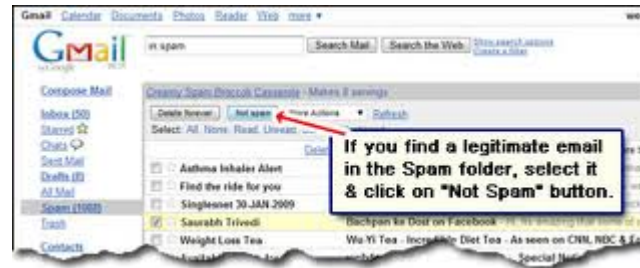 Gmail Calendar Documents Photos Reader Web more ▼
GMail
in spam Search Mail Search the Web Show search options
Create a filter
Compose Mail
Creamy Spam Broccoli Casserole - Makes 8 servings
Inbox (50)
Delete forever Not spam More Actions Refresh
Starred
Select: All, None, Read, Unread,
Chats
Sent Mail
Drafts (8)
All Mail
Spam
Trash
Contacts
If you find a legitimate email
in the Spam folder, select it
& click on "Not Spam" button.
Asthma Inhaler Alert
Find the ride for you
Singlesnet 30-JAN-2009
Saurabh Trivedi Bachpan ke Dost on Facebook
Weight Loss Tea Wu-Yi Tea - Incredible Diet Tea - As seen on CNN, NBC &